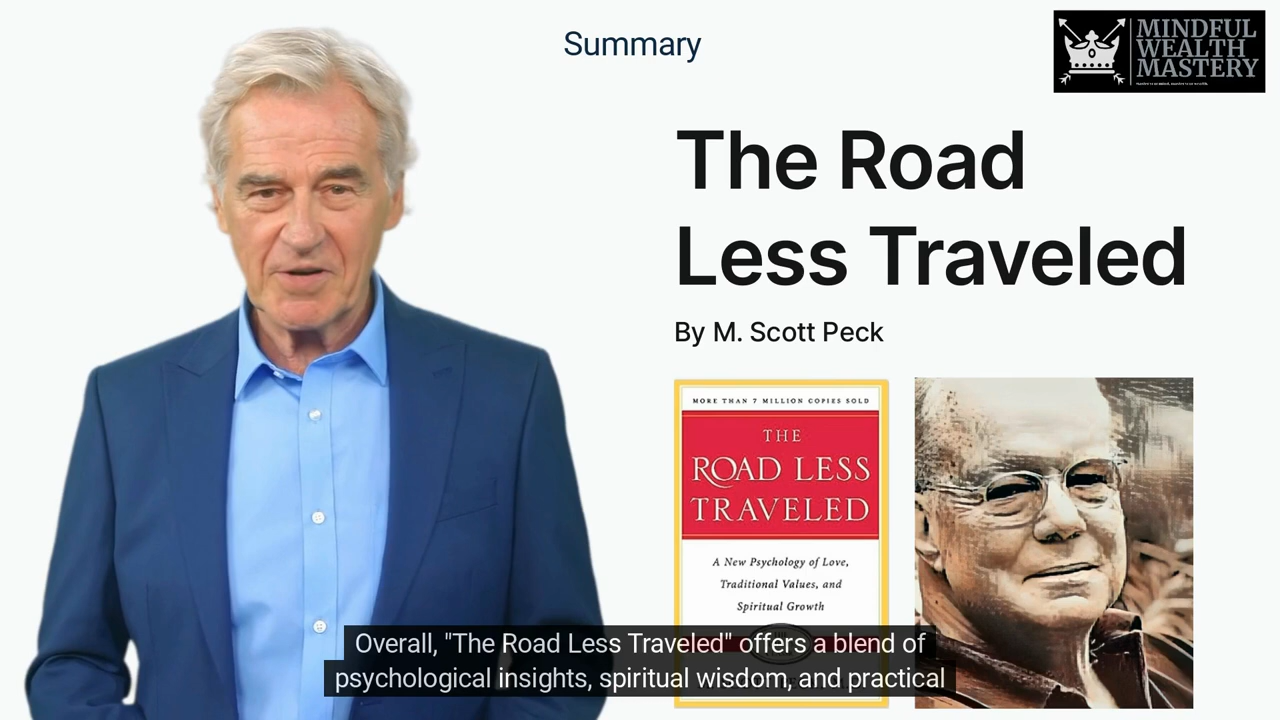 Summary
MINDFUL
WEALTH
MASTERY
The Road
Less Traveled
By M. Scott Peck
MORE THAN 7 MILLION COPIES SOLD
THE
ROAD LESS
TRAVELED
A New Psychology of Love,
Traditional Values, and
Spiritual Growth
Overall, "The Road Less Traveled" offers a blend of
psychological insights, spiritual wisdom, and practical